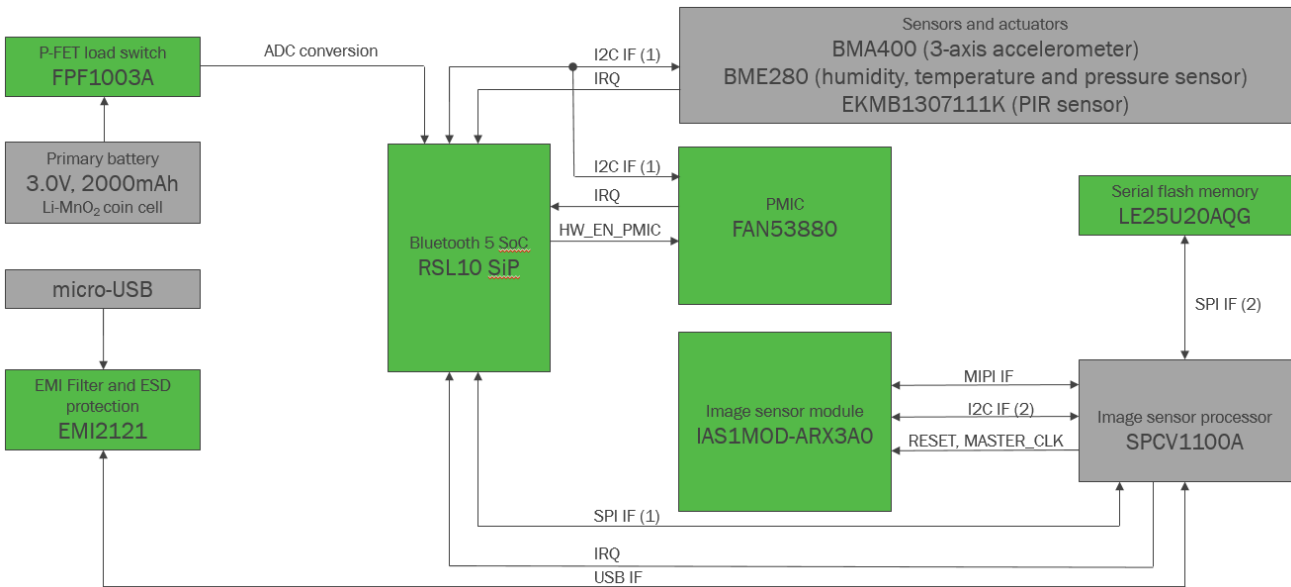 P-FET load switch
FPF1003A
ADC conversion
Primary battery
3.0V, 2000mAh
Li-MnO₂ coin cell
micro-USB
EMI Filter and ESD
protection
EMI2121
Bluetooth 5 SoC
RSL10 SiP
I2C IF (1)
IRQ
Sensors and actuators
BMA400 (3-axis accelerometer)
BME280 (humidity, temperature and pressure sensor)
EKMB1307111K (PIR sensor)
I2C IF (1)
IRQ
HW_EN_PMIC
PMIC
FAN53880
Serial flash memory
LE25U20AQG
SPI IF (2)
Image sensor module
IAS1MOD-ARX3A0
MIPI IF
I2C IF (2)
RESET, MASTER_CLK
Image sensor processor
SPCV1100A
SPI IF (1)
IRQ
USB IF